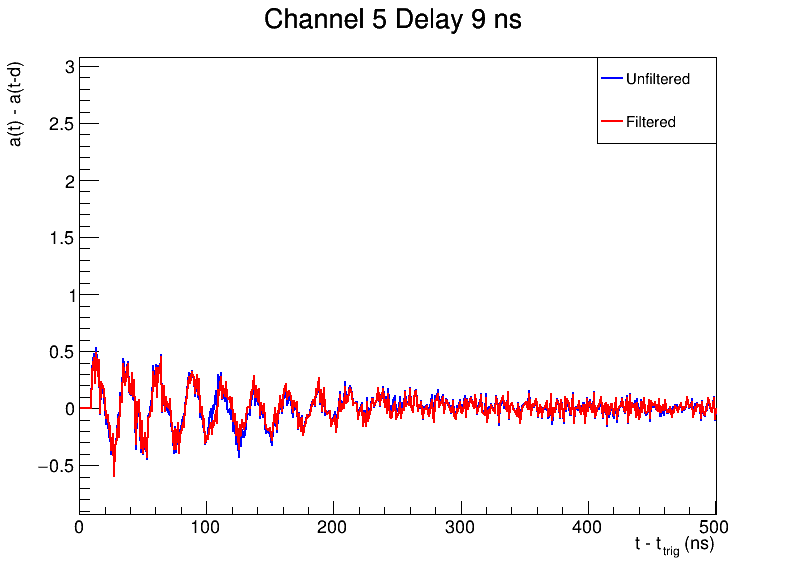 Channel 5 Delay 9 ns
a(t) - a(t-d)
3
2.5
2
1.5
1
0.5
0
−0.5
Unfiltered
Filtered
0 100 200 300 400 500
t - t_trig (ns)